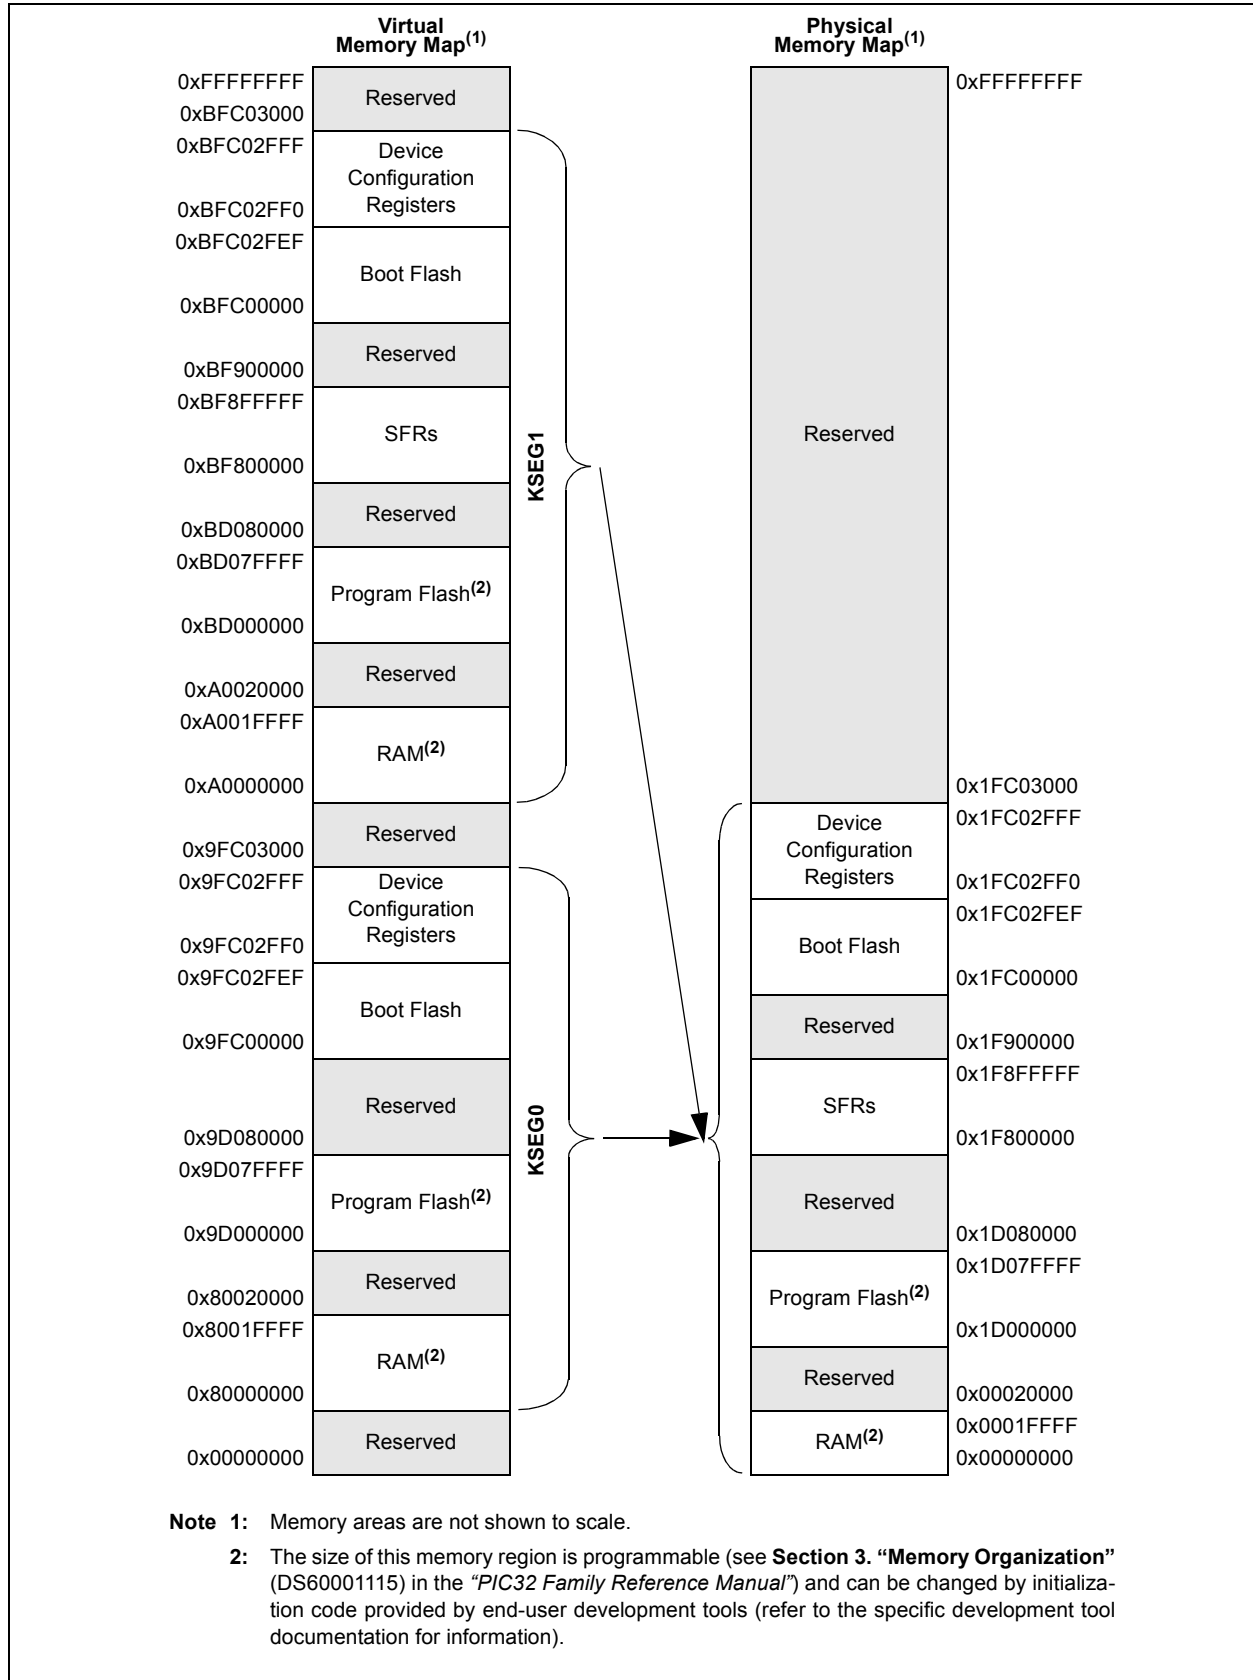 Virtual
Memory Map(1)
Physical
Memory Map(1)
0xFFFFFFFF
Reserved
0xBFC03000
0xBFC02FFF
Device
Configuration
Registers
0xBFC02FF0
0xBFC02FEF
Boot Flash
0xBFC00000
Reserved
0xBF900000
0xBF8FFFFF
SFRs
0xBF800000
Reserved
0xBD080000
0xBD07FFFF
Program Flash(2)
0xBD000000
Reserved
0xA0020000
0xA001FFFF
RAM(2)
0xA0000000
KSEG1
Reserved
0x9FC03000
0x9FC02FFF
Device
Configuration
Registers
0x9FC02FF0
0x9FC02FEF
Boot Flash
0x9FC00000
Reserved
0x9D080000
0x9D07FFFF
Program Flash(2)
0x9D000000
Reserved
0x80020000
0x8001FFFF
RAM(2)
0x80000000
KSEG0
Reserved
0x00000000
0xFFFFFFFF
Reserved
0x1FC03000
0x1FC02FFF
Device
Configuration
Registers
0x1FC02FF0
0x1FC02FEF
Boot Flash
0x1FC00000
Reserved
0x1F900000
0x1F8FFFFF
SFRs
0x1F800000
Reserved
0x1D080000
0x1D07FFFF
Program Flash(2)
0x1D000000
Reserved
0x00020000
0x0001FFFF
RAM(2)
0x00000000
Note 1: Memory areas are not shown to scale.
2: The size of this memory region is programmable (see Section 3. “Memory Organization”
(DS60001115) in the “PIC32 Family Reference Manual”) and can be changed by initializa-
tion code provided by end-user development tools (refer to the specific development tool
documentation for information).